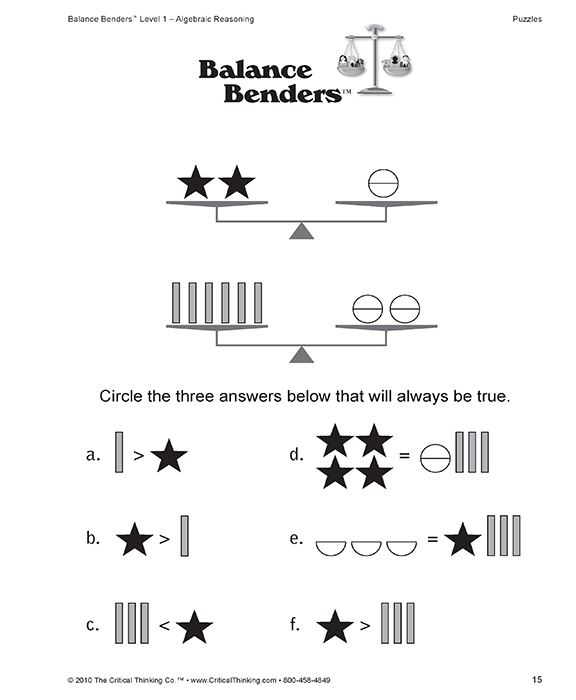 Balance Benders™ Level 1 – Algebraic Reasoning Puzzles
Balance
Benders™
Circle the three answers below that will always be true.
a. > d. =
b. > e. =
c. < f. >
© 2010 The Critical Thinking Co.™ • www.CriticalThinking.com • 800-458-4849 15